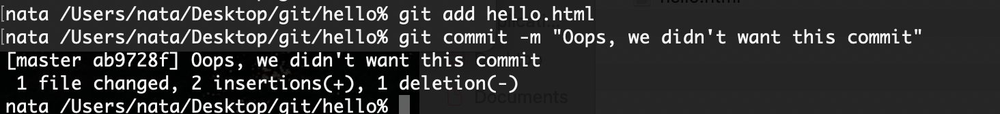 nata /Users/nata/Desktop/git/hello% git add hello.html
nata /Users/nata/Desktop/git/hello% git commit -m "Oops, we didn't want this commit"
[master ab9728f] Oops, we didn't want this commit
1 file changed, 2 insertions(+), 1 deletion(-)
nata /Users/nata/Desktop/git/hello%
Documents